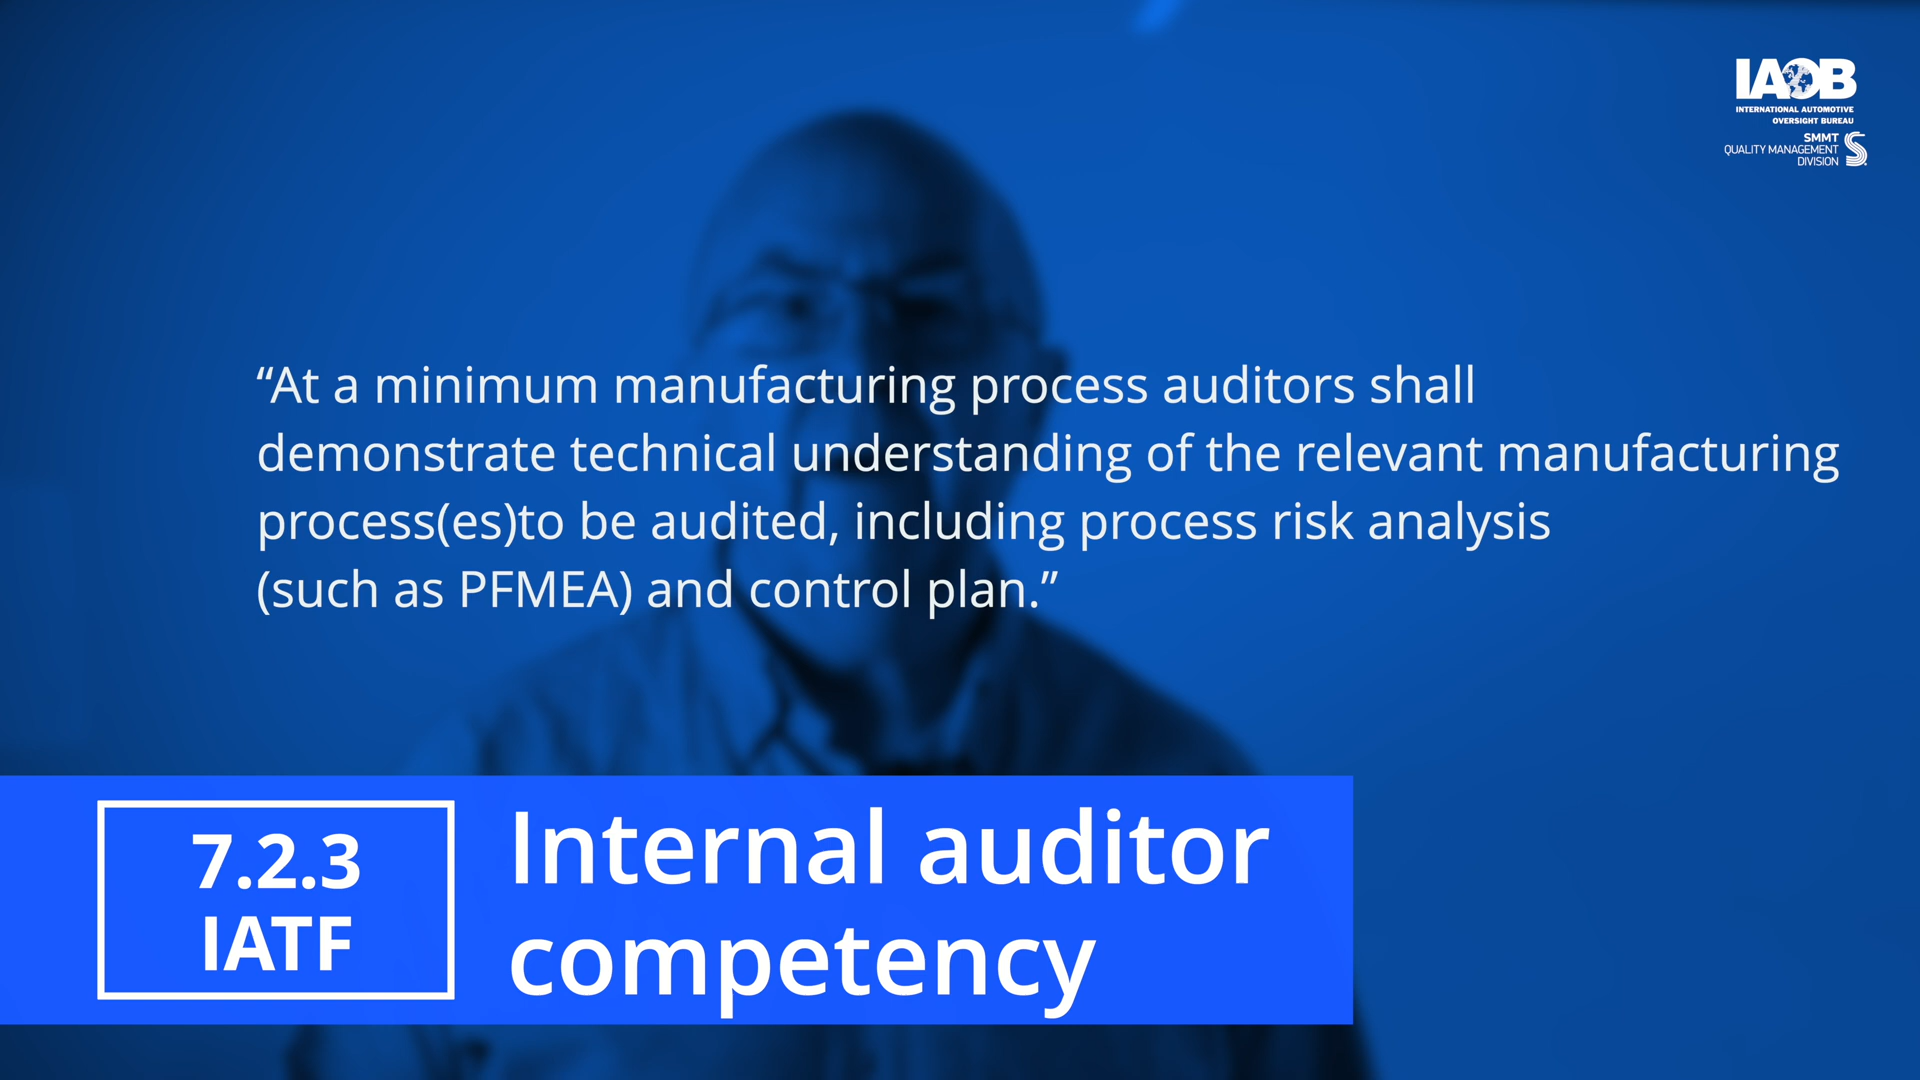 IAOB
INTERNATIONAL AUTOMOTIVE
OVERSIGHT BUREAU
SMMT
QUALITY MANAGEMENT
DIVISION
“At a minimum manufacturing process auditors shall
demonstrate technical understanding of the relevant manufacturing
process(es)to be audited, including process risk analysis
(such as PFMEA) and control plan.”
7.2.3
IATF
Internal auditor
competency